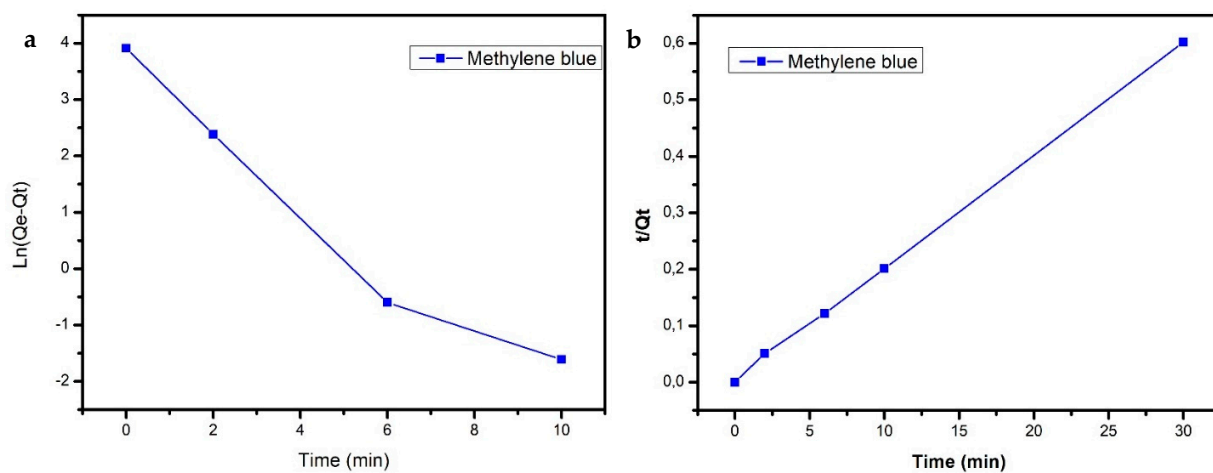 a
4
3
2
1
0
-1
-2
Ln(Qe-Qt)
Methylene blue
0 2 4 6 8 10
Time (min)
b
0,6
0,5
0,4
0,3
0,2
0,1
0,0
t/Qt
Methylene blue
0 5 10 15 20 25 30
Time (min)